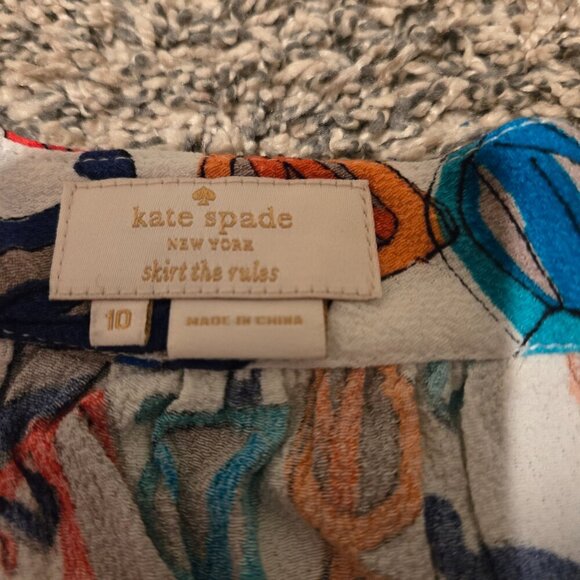 kate spade
NEW YORK
skirt the rules
10
MADE IN CHINA